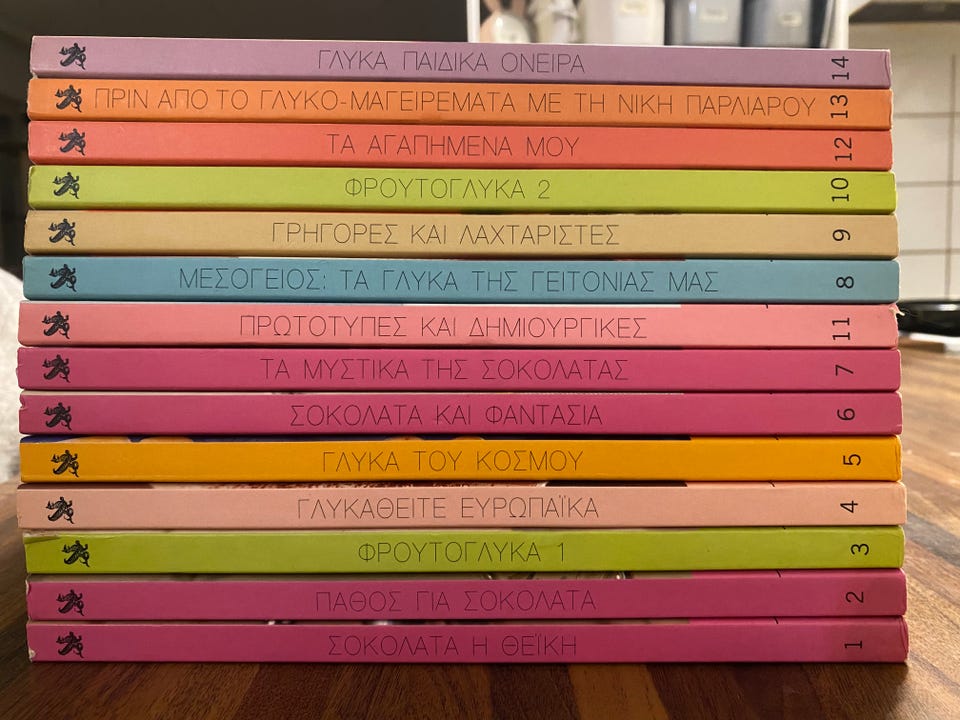 ΓΛΥΚΑ ΠΑΙΔΙΚΑ ΟΝΕΙΡΑ 14
ΠΡΙΝ ΑΠΟ ΤΟ ΓΛΥΚΟ-ΜΑΓΕΙΡΕΜΑΤΑ ΜΕ ΤΗ ΝΙΚΗ ΠΑΡΛΙΑΡΟΥ 13
ΤΑ ΑΓΑΠΗΜΕΝΑ ΜΟΥ 12
ΦΡΟΥΤΟΓΛΥΚΑ 2 10
ΓΡΗΓΟΡΕΣ ΚΑΙ ΛΑΧΤΑΡΙΣΤΕΣ 9
ΜΕΣΟΓΕΙΟΣ: ΤΑ ΓΛΥΚΑ ΤΗΣ ΓΕΙΤΟΝΙΑΣ ΜΑΣ 8
ΠΡΩΤΟΤΥΠΕΣ ΚΑΙ ΔΗΜΙΟΥΡΓΙΚΕΣ 11
ΤΑ ΜΥΣΤΙΚΑ ΤΗΣ ΣΟΚΟΛΑΤΑΣ 7
ΣΟΚΟΛΑΤΑ ΚΑΙ ΦΑΝΤΑΣΙΑ 6
ΓΛΥΚΑ ΤΟΥ ΚΟΣΜΟΥ 5
ΓΛΥΚΑΘΕΙΤΕ ΕΥΡΩΠΑΪΚΑ 4
ΦΡΟΥΤΟΓΛΥΚΑ 1 3
ΠΑΘΟΣ ΓΙΑ ΣΟΚΟΛΑΤΑ 2
ΣΟΚΟΛΑΤΑ Η ΘΕΪΚΗ 1